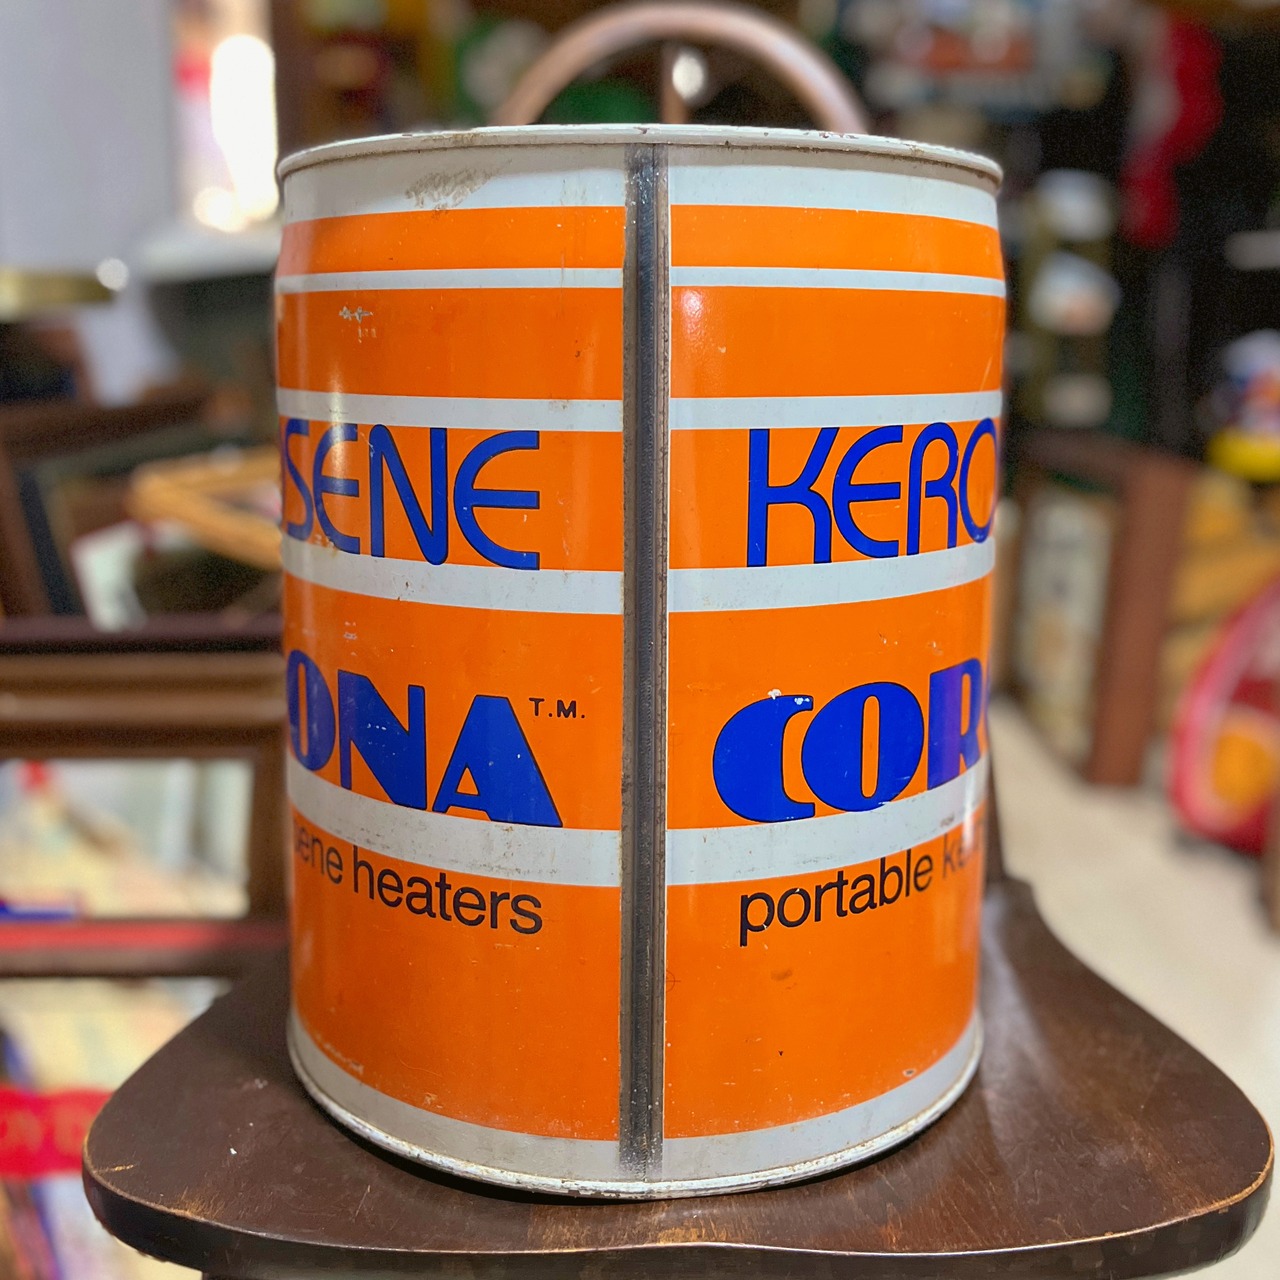 SENE KERO
ONA T.M. COR
ene heaters portable ke